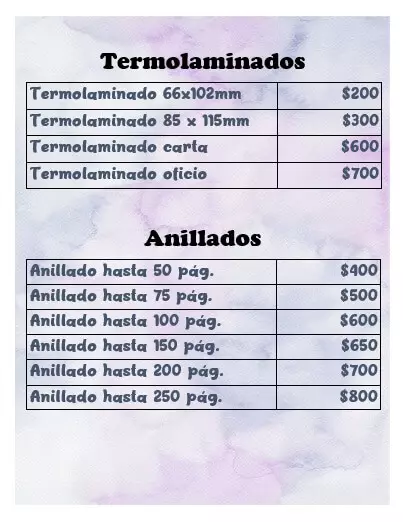 Termolaminados
Termolaminado 66x102mm $200
Termolaminado 85 x 115mm $300
Termolaminado carta $600
Termolaminado oficio $700
Anillados
Anillado hasta 50 pág. $400
Anillado hasta 75 pág. $500
Anillado hasta 100 pág. $600
Anillado hasta 150 pág. $650
Anillado hasta 200 pág. $700
Anillado hasta 250 pág. $800